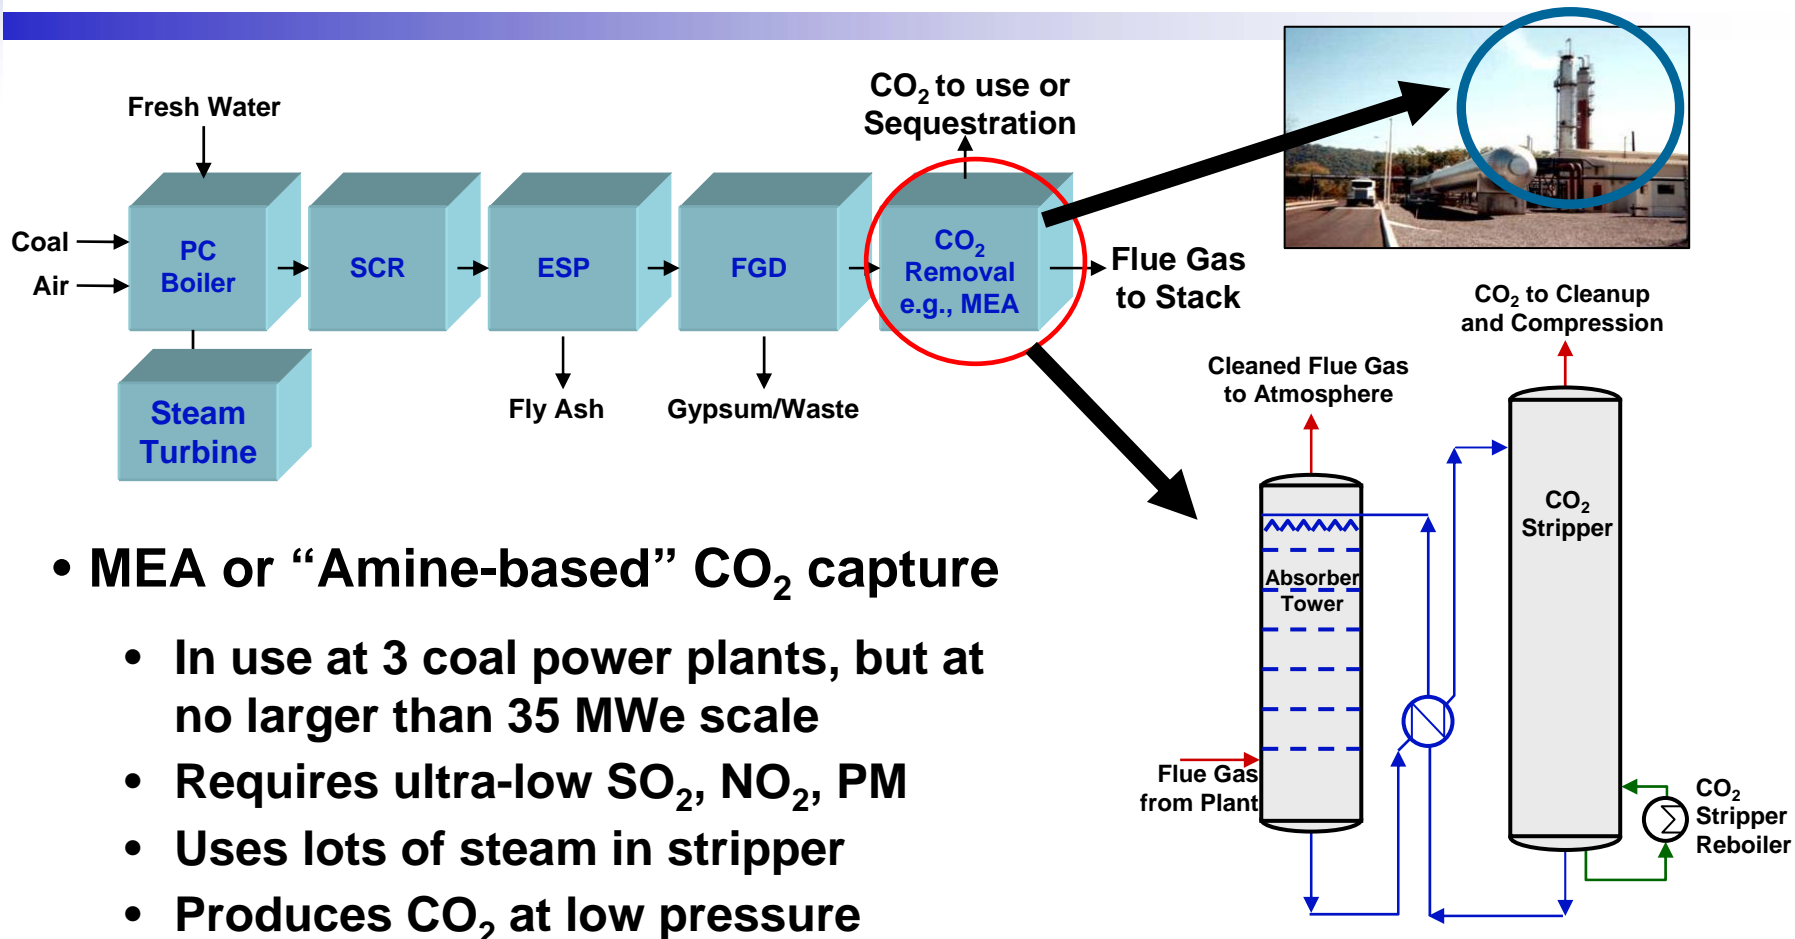 Fresh Water
CO2 to use or
Sequestration
Coal
Air
PC
Boiler
SCR
ESP
FGD
CO2
Removal
e.g., MEA
Flue Gas
to Stack
Steam
Turbine
Fly Ash
Gypsum/Waste
CO2 to Cleanup
and Compression
Cleaned Flue Gas
to Atmosphere
CO2
Stripper
Absorber
Tower
Flue Gas
from Plant
CO2
Stripper
Reboiler
• MEA or “Amine-based” CO2 capture
• In use at 3 coal power plants, but at
no larger than 35 MWe scale
• Requires ultra-low SO2, NO2, PM
• Uses lots of steam in stripper
• Produces CO2 at low pressure